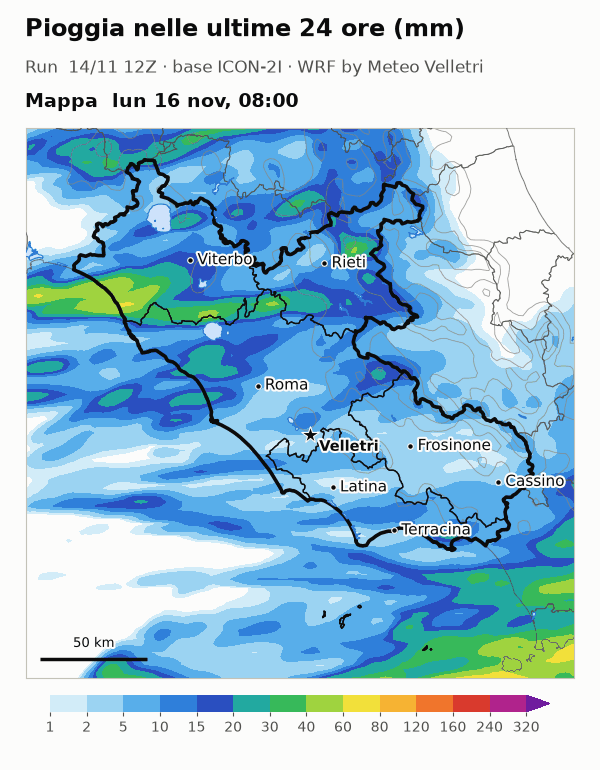 Pioggia nelle ultime 24 ore (mm)
Run  14/11 12Z · base ICON-2I · WRF by Meteo Velletri
Mappa  lun 16 nov, 08:00
Viterbo
Rieti
Roma
Velletri
Frosinone
Cassino
Latina
Terracina
50 km
1 2 5 10 15 20 30 40 60 80 120 160 240 320